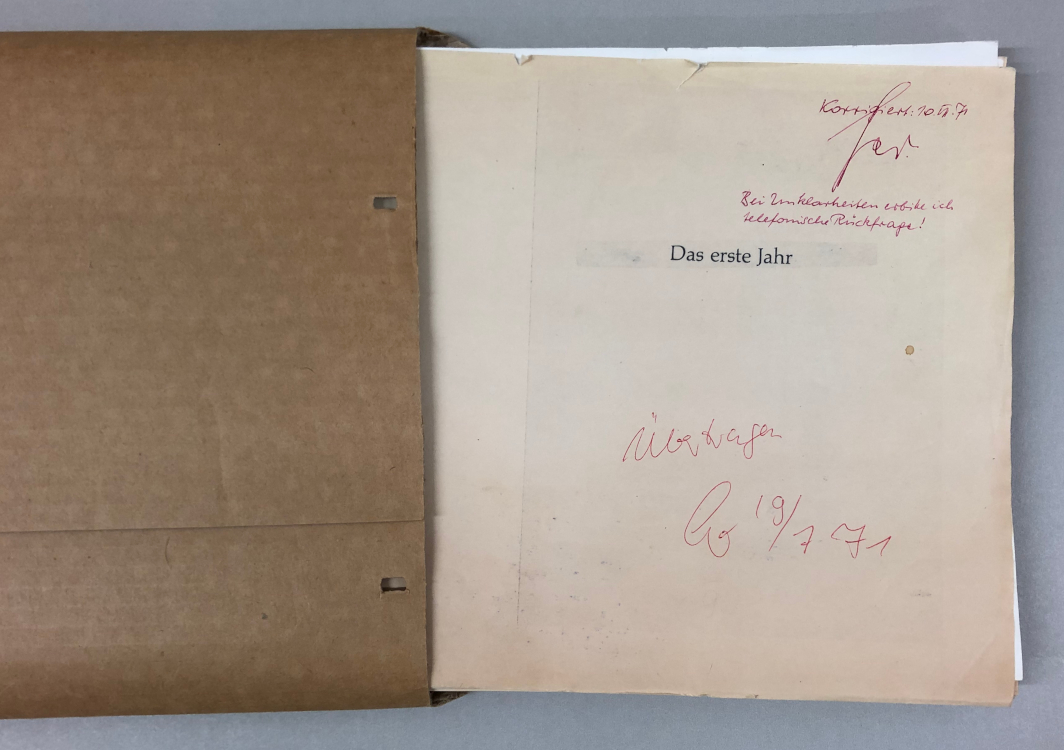 Korrigiert: 10.VI.71
Bei Unklarheiten erbitte ich
telefonische Rückfrage!
Das erste Jahr
Übertragen
19/7 71